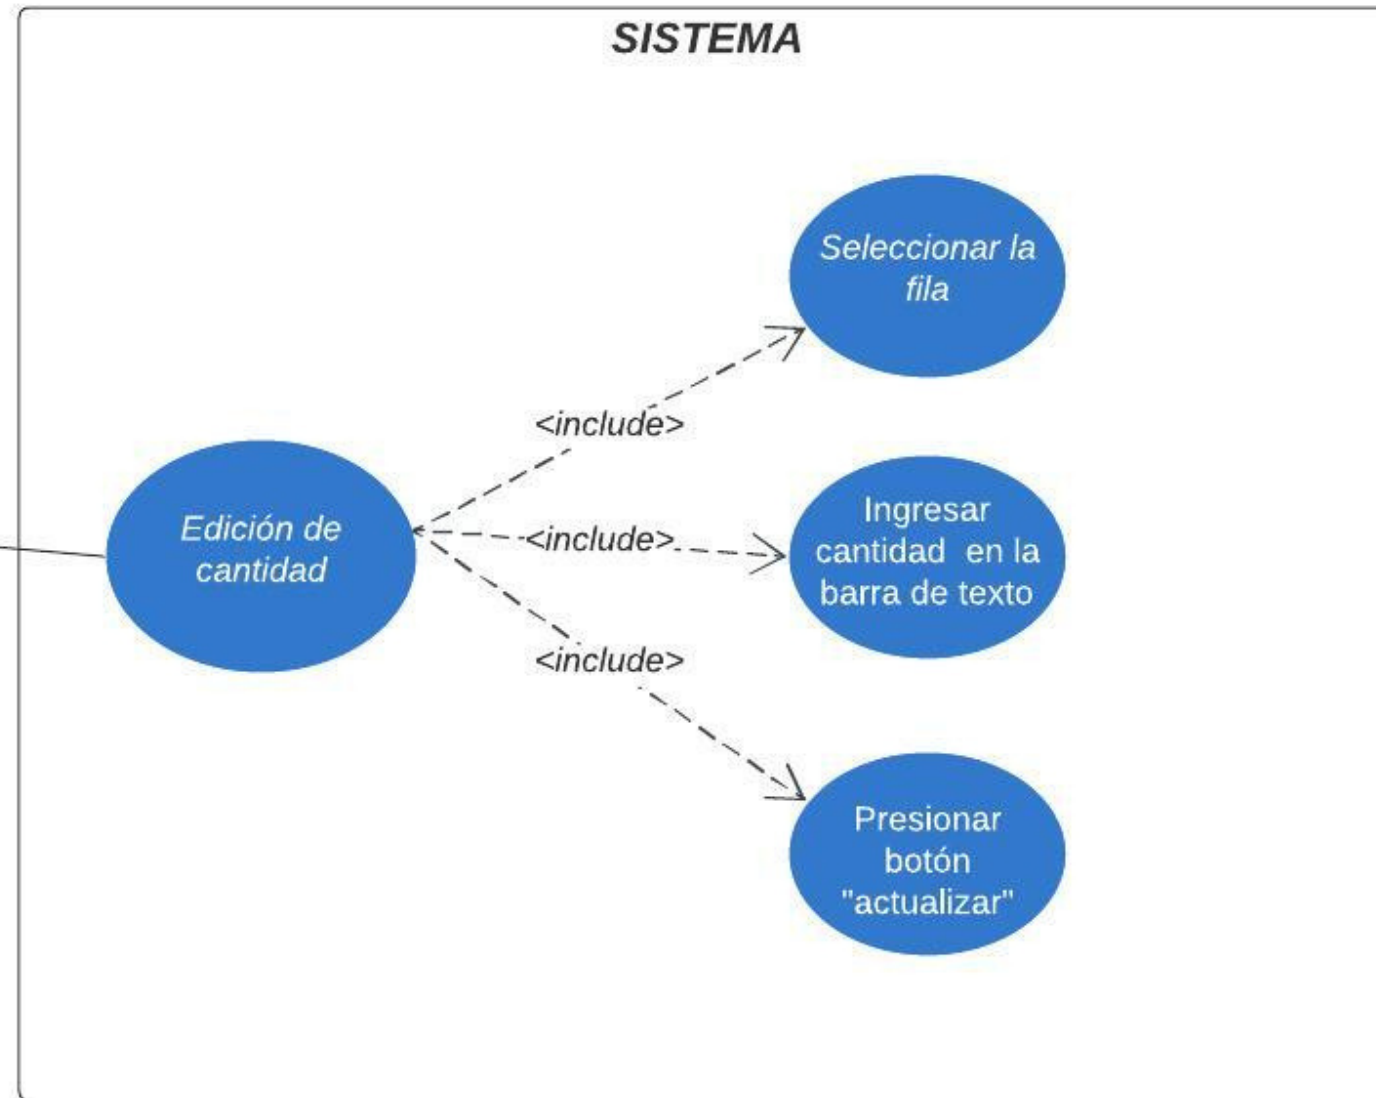 SISTEMA
Seleccionar la
fila
<include>
Edición de
cantidad
<include>
Ingresar
cantidad  en la
barra de texto
<include>
Presionar
botón
"actualizar"